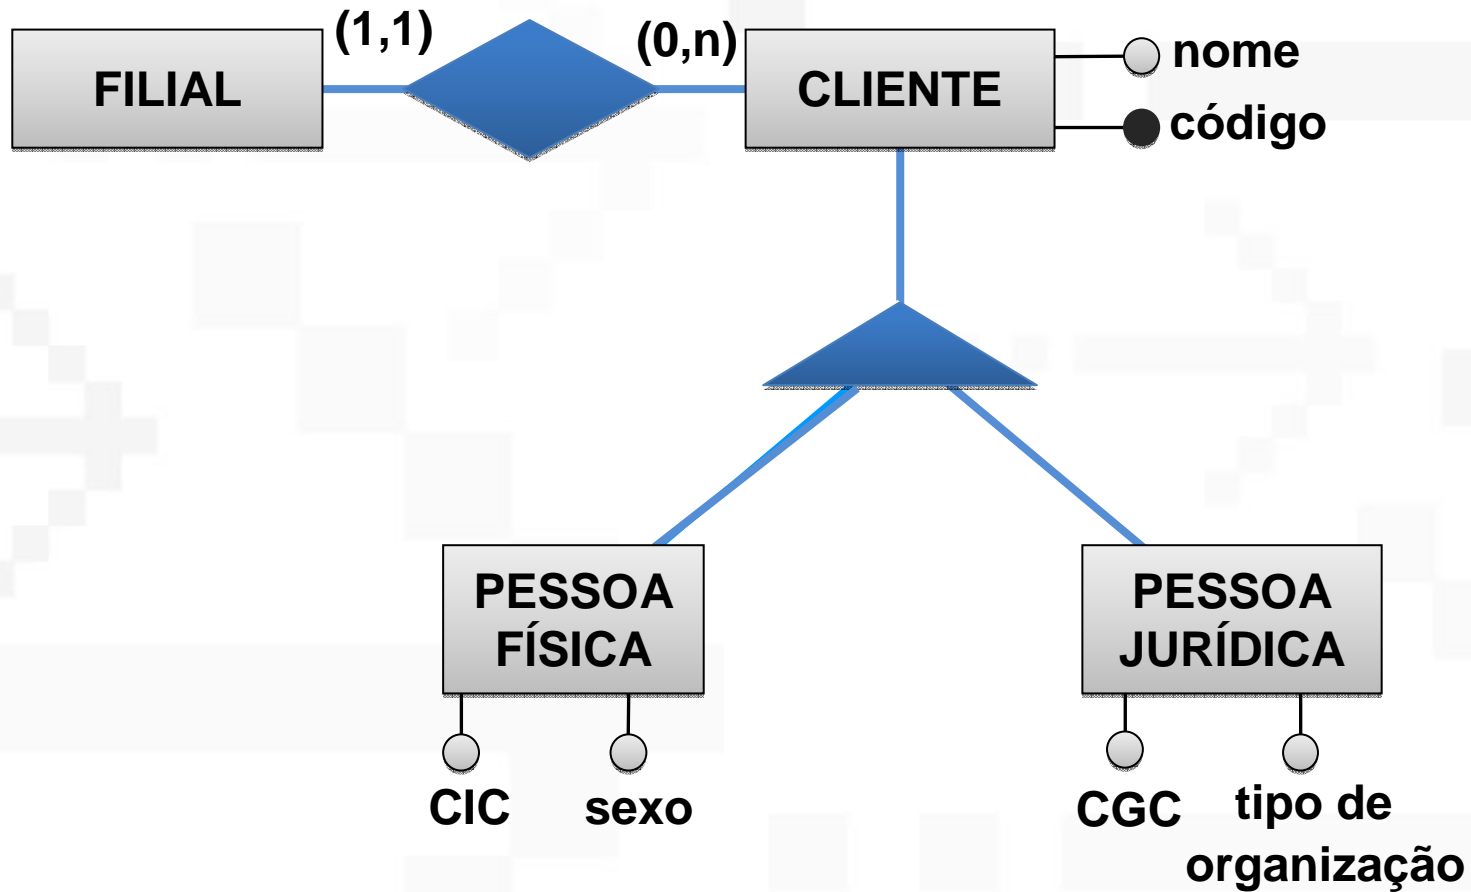 FILIAL
(1,1)
(0,n)
CLIENTE
nome
código
PESSOA
FÍSICA
PESSOA
JURÍDICA
CIC
sexo
CGC
tipo de
organização